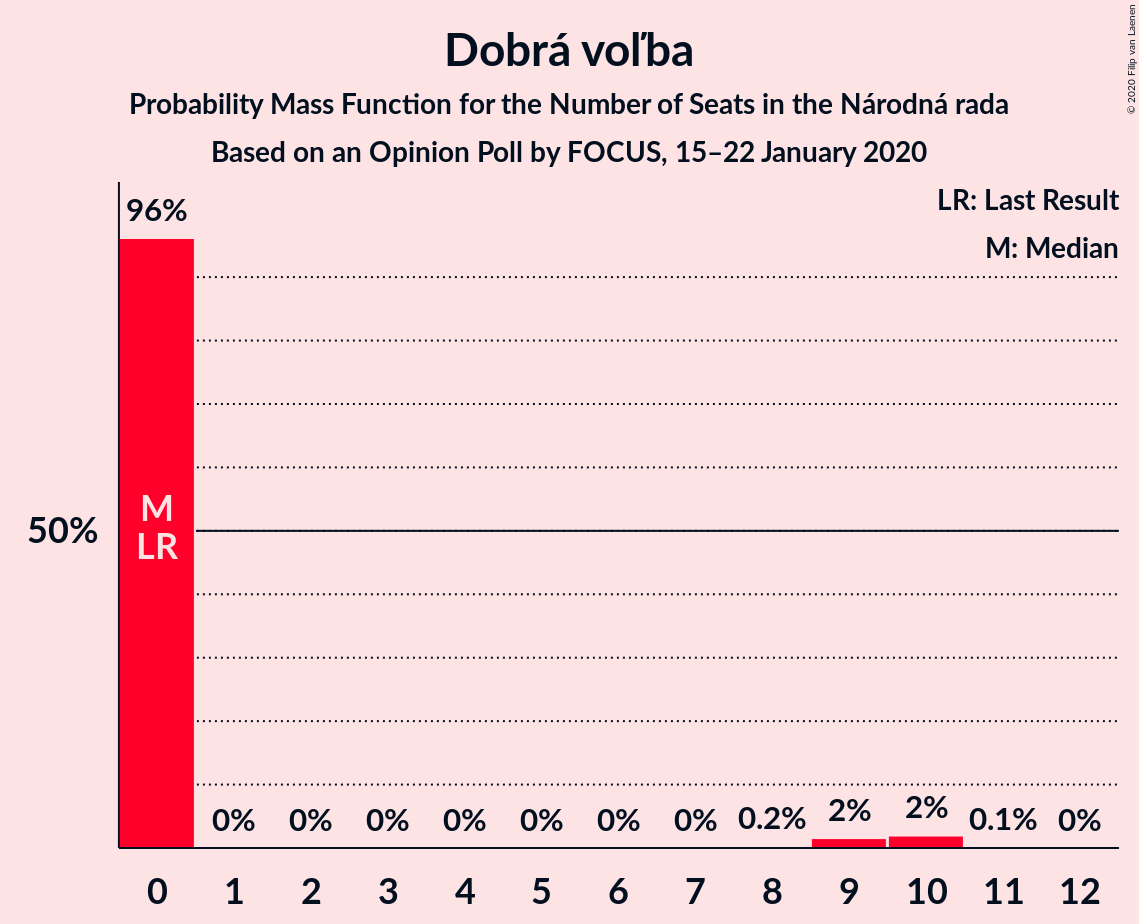 Dobrá voľba
Probability Mass Function for the Number of Seats in the Národná rada
Based on an Opinion Poll by FOCUS, 15–22 January 2020
© 2020 Filip van Laenen
LR: Last Result
M: Median
96%
M
LR
50%
0% 0% 0% 0% 0% 0% 0% 0.2% 2% 2% 0.1% 0%
0 1 2 3 4 5 6 7 8 9 10 11 12